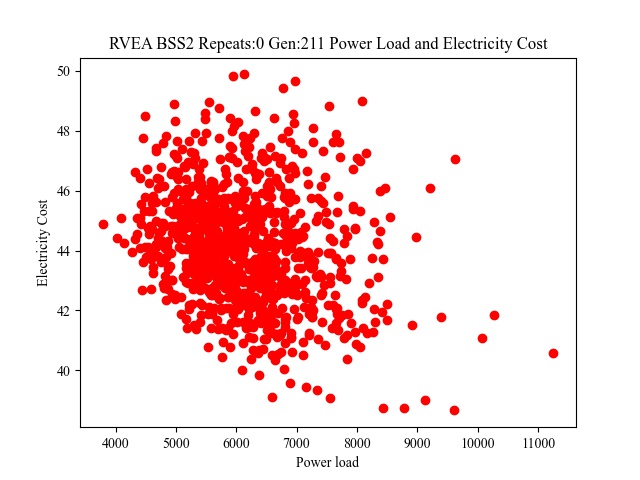 RVEA BSS2 Repeats:0 Gen:211 Power Load and Electricity Cost
50
48
46
44
42
40
Electricity Cost
4000 5000 6000 7000 8000 9000 10000 11000
Power load